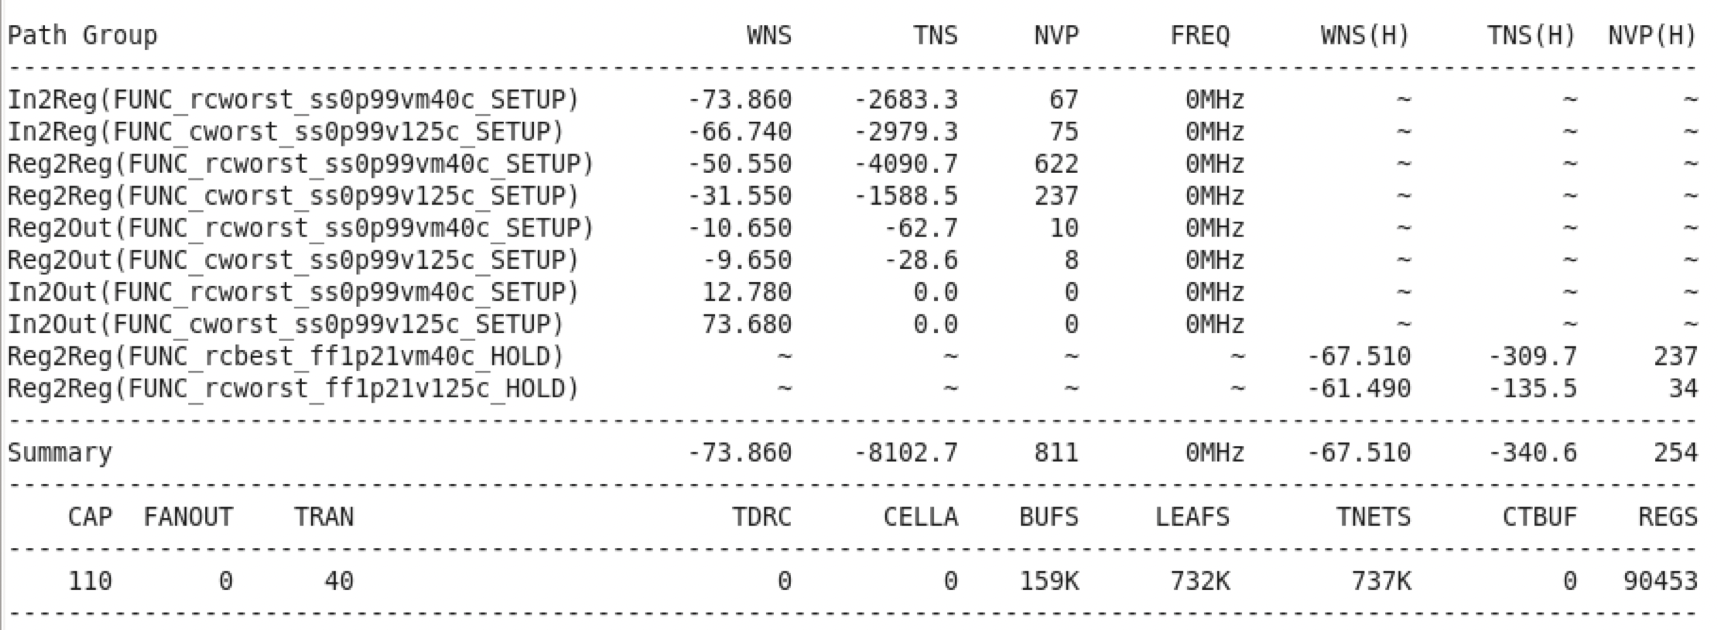 Path Group WNS TNS NVP FREQ WNS(H) TNS(H) NVP(H)
In2Reg(FUNC_rcworst_ss0p99vm40c_SETUP) -73.860 -2683.3 67 0MHz ~ ~ ~
In2Reg(FUNC_cworst_ss0p99v125c_SETUP) -66.740 -2979.3 75 0MHz ~ ~ ~
Reg2Reg(FUNC_rcworst_ss0p99vm40c_SETUP) -50.550 -4090.7 622 0MHz ~ ~ ~
Reg2Reg(FUNC_cworst_ss0p99v125c_SETUP) -31.550 -1588.5 237 0MHz ~ ~ ~
Reg2Out(FUNC_rcworst_ss0p99vm40c_SETUP) -10.650 -62.7 10 0MHz ~ ~ ~
Reg2Out(FUNC_cworst_ss0p99v125c_SETUP) -9.650 -28.6 8 0MHz ~ ~ ~
In2Out(FUNC_rcworst_ss0p99vm40c_SETUP) 12.780 0.0 0 0MHz ~ ~ ~
In2Out(FUNC_cworst_ss0p99v125c_SETUP) 73.680 0.0 0 0MHz ~ ~ ~
Reg2Reg(FUNC_rcbest_ff1p21vm40c_HOLD) ~ ~ ~ ~ -67.510 -309.7 237
Reg2Reg(FUNC_rcworst_ff1p21v125c_HOLD) ~ ~ ~ ~ -61.490 -135.5 34
Summary -73.860 -8102.7 811 0MHz -67.510 -340.6 254
CAP FANOUT TRAN TDRC CELLA BUFS LEAFS TNETS CTBUF REGS
110 0 40 0 0 159K 732K 737K 0 90453